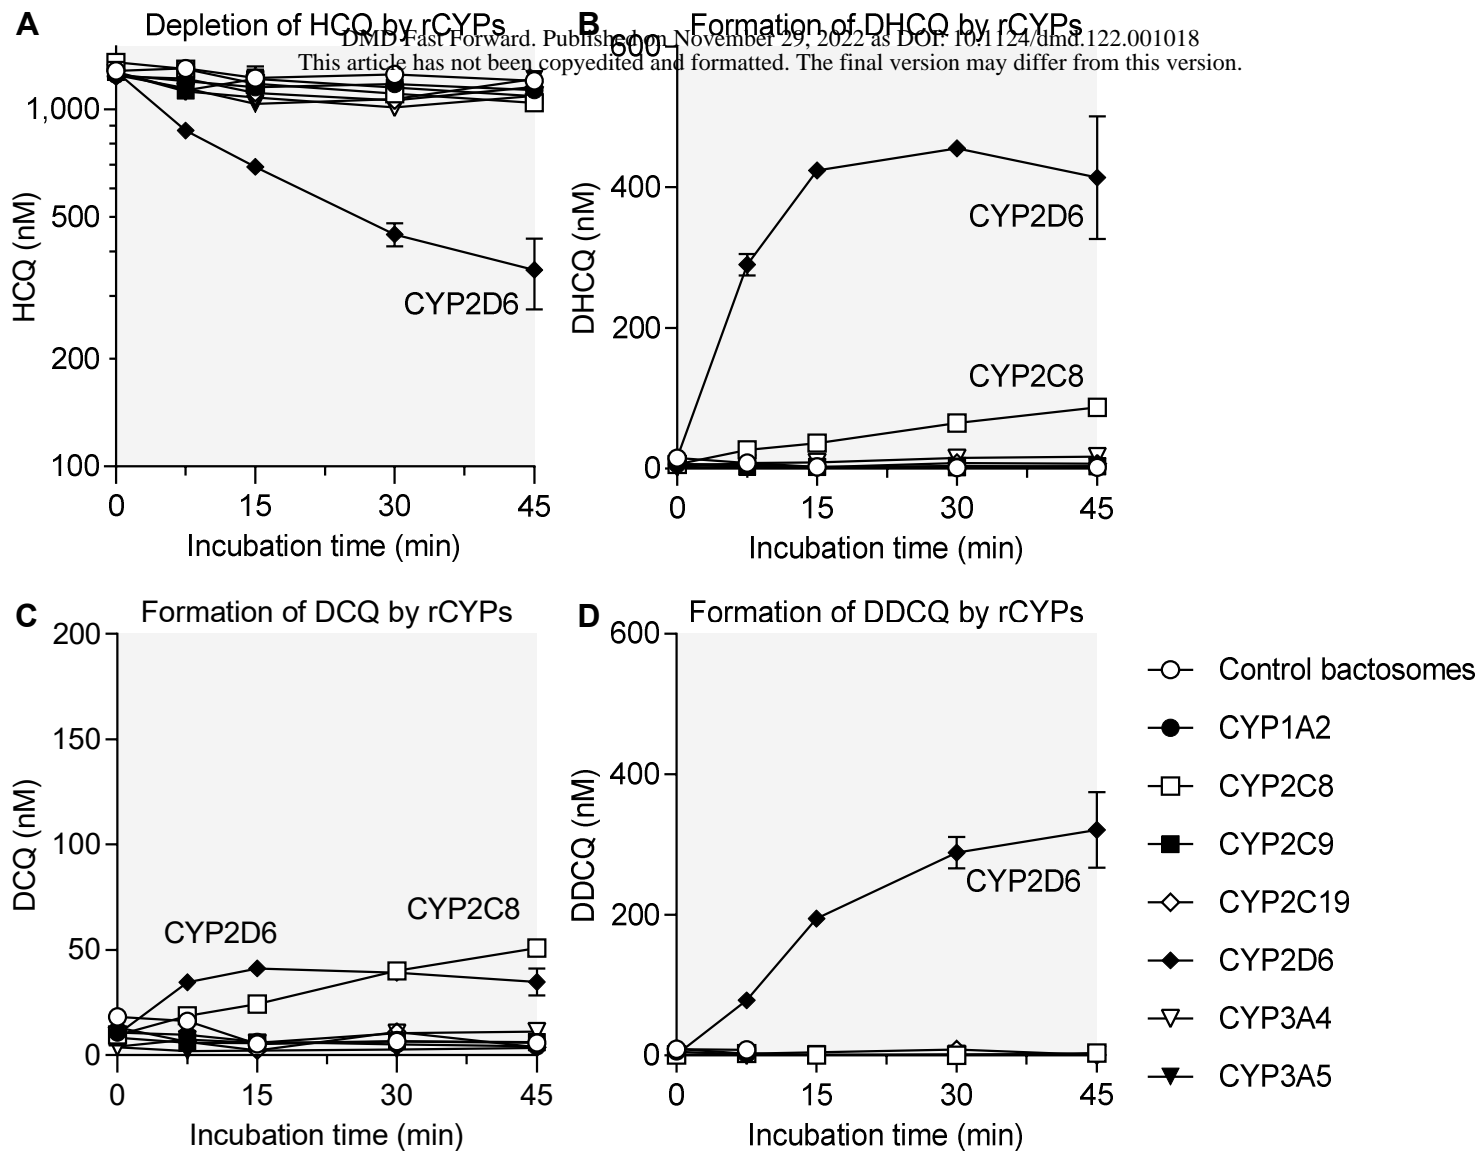 A Depletion of HCQ by rCYPs
B Formation of DHCQ by rCYPs
DMD Fast Forward. Published on November 29, 2022 as DOI: 10.1124/dmd.122.001018
This article has not been copyedited and formatted. The final version may differ from this version.
HCQ (nM)
1,000
500
200
100
CYP2D6
0 15 30 45
Incubation time (min)
DHCQ (nM)
600
400
200
0
CYP2D6
CYP2C8
0 15 30 45
Incubation time (min)
C Formation of DCQ by rCYPs
DCQ (nM)
200
150
100
50
0
CYP2D6
CYP2C8
0 15 30 45
Incubation time (min)
D Formation of DDCQ by rCYPs
DDCQ (nM)
600
400
200
0
CYP2D6
0 15 30 45
Incubation time (min)
Control bactosomes
CYP1A2
CYP2C8
CYP2C9
CYP2C19
CYP2D6
CYP3A4
CYP3A5